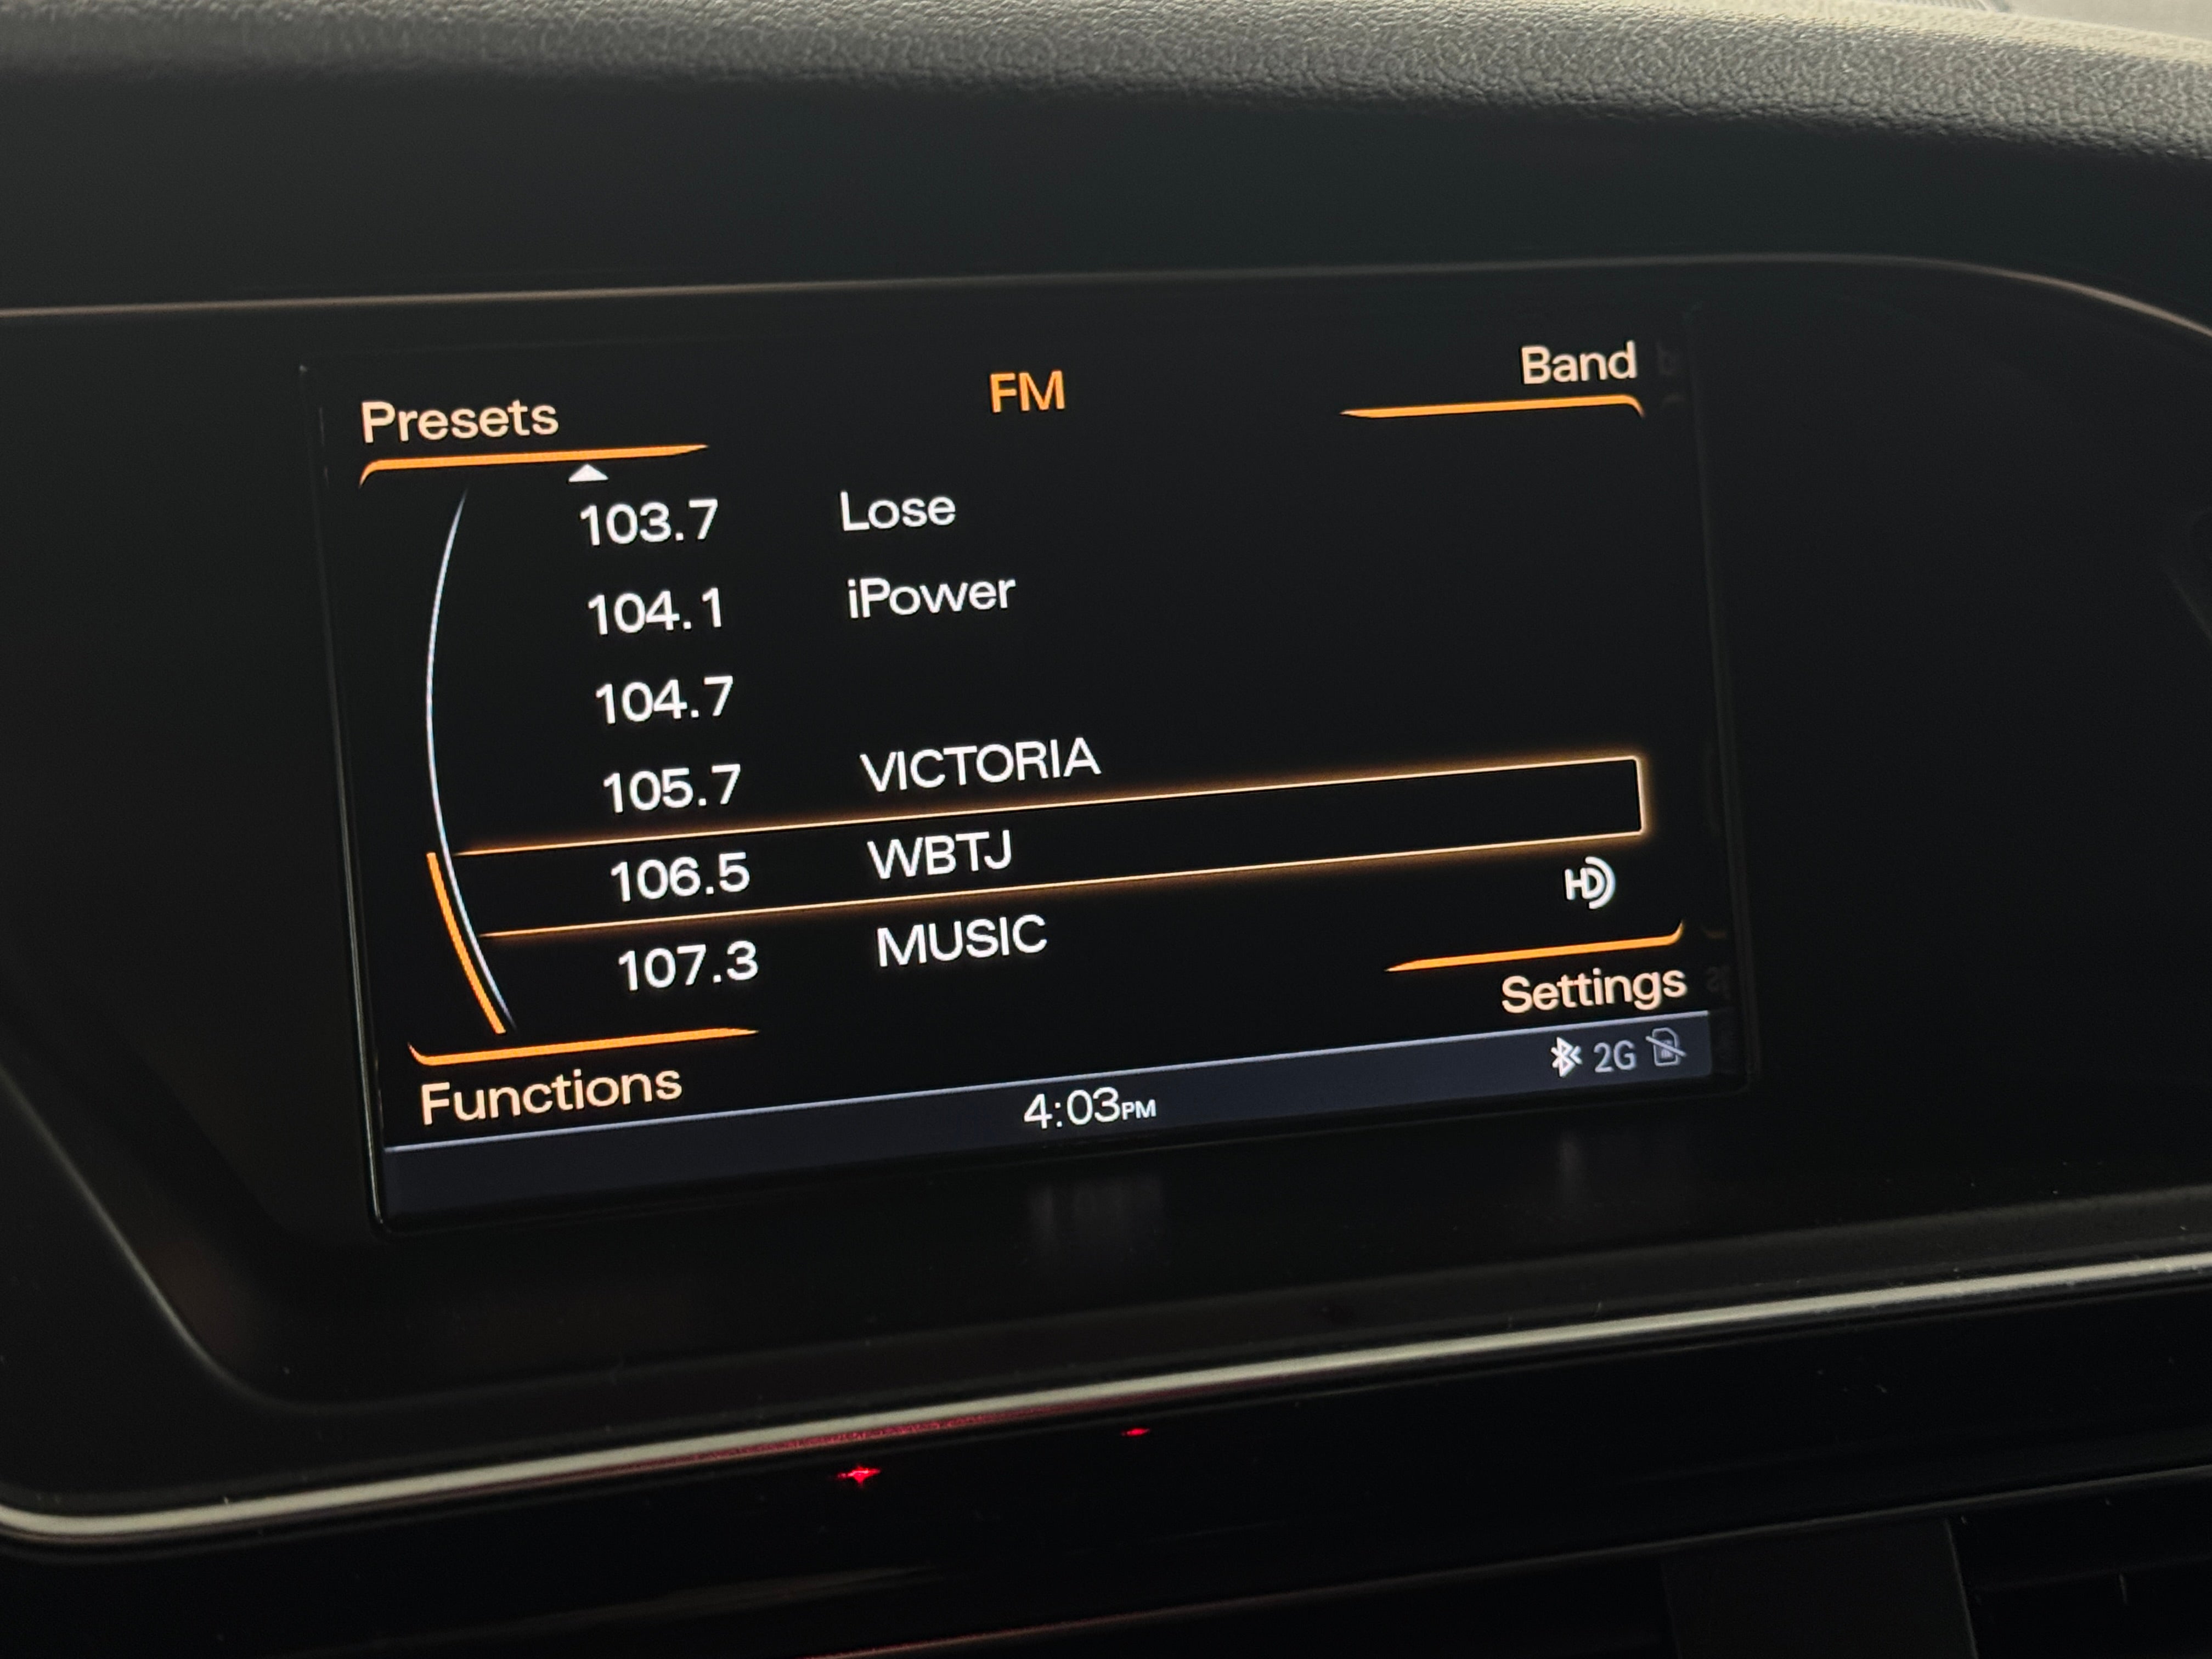 Presets FM Band
103.7 Lose
104.1 iPower
104.7
105.7 VICTORIA
106.5 WBTJ
107.3 MUSIC
HD
Functions Settings
4:03PM 2G